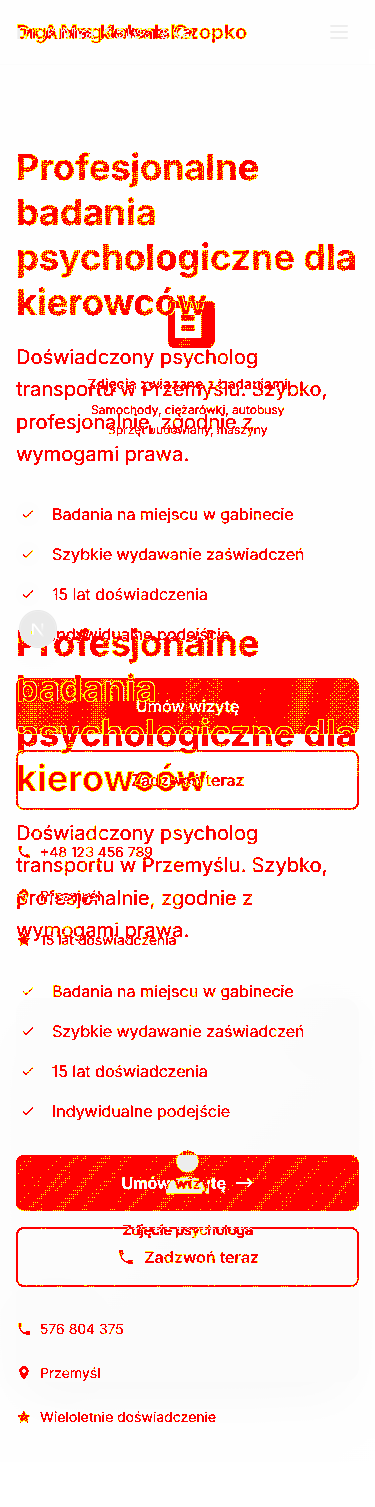 Profesjonalne
badania
psychologiczne dla
kierowców
Doświadczony psycholog
Zdjęcia związane z badaniami
transportu w Przemyślu. Szybko,
Samochody, ciężarówki, autobusy
profesjonalnie, zgodnie z
Sprzęt budowlany, maszyny
wymogami prawa.
Badania na miejscu w gabinecie
Szybkie wydawanie zaświadczeń
15 lat doświadczenia
Indywidualne podejście
N
Profesjonalne
badania
Umów wizytę
psychologiczne dla
kierowców
Zadzwoń teraz
Doświadczony psycholog
+48 123 456 789
transportu w Przemyślu. Szybko,
Przemyśl
profesjonalnie, zgodnie z
wymogami prawa.
15 lat doświadczenia
Badania na miejscu w gabinecie
Szybkie wydawanie zaświadczeń
15 lat doświadczenia
Indywidualne podejście
Umów wizytę →
Zdjęcie psychologa
Zadzwoń teraz
576 804 375
Przemyśl
Wieloletnie doświadczenie